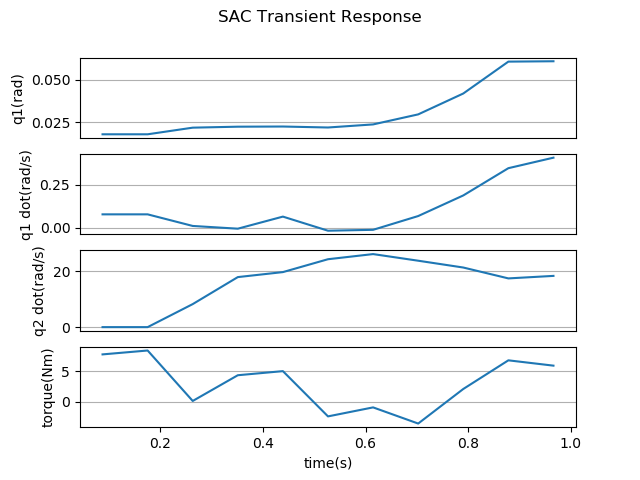 SAC Transient Response
q1(rad)
0.050
0.025
q1 dot(rad/s)
0.25
0.00
q2 dot(rad/s)
20
0
torque(Nm)
5
0
0.2 0.4 0.6 0.8 1.0
time(s)